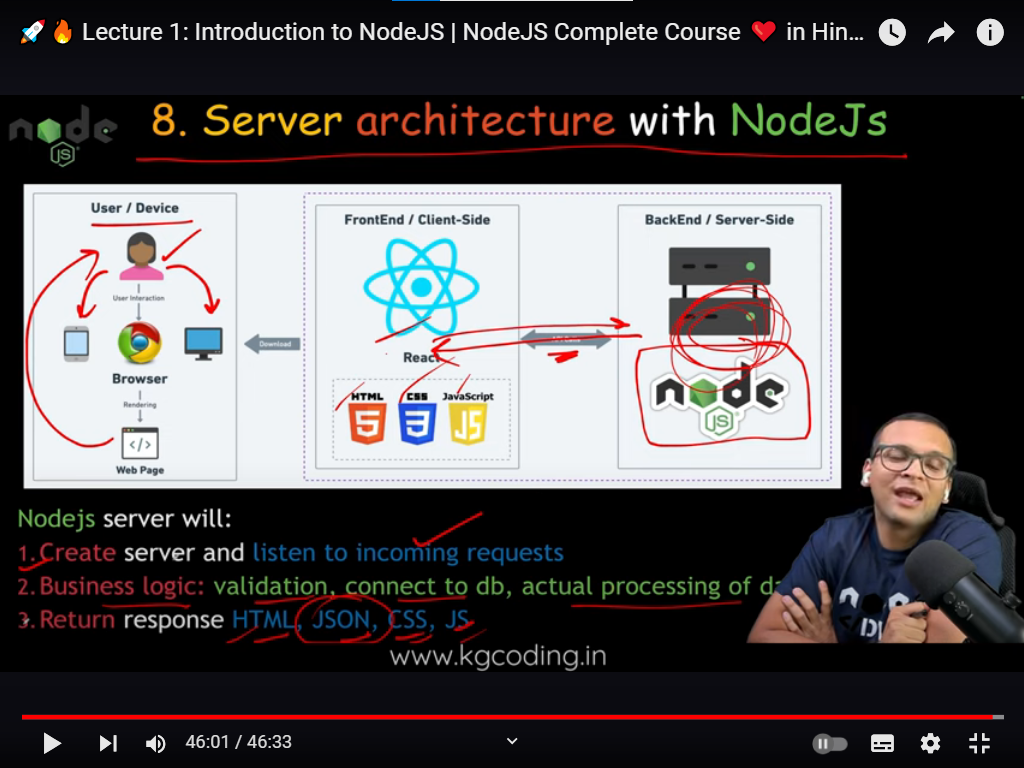 🚀🔥 Lecture 1: Introduction to NodeJS | NodeJS Complete Course ❤️ in Hin...
node
JS
8. Server architecture with NodeJs
User / Device
User Interaction
Browser
Rendering
Web Page
Download
FrontEnd / Client-Side
React
HTML CSS JavaScript
5 3 JS
BackEnd / Server-Side
node
JS
Nodejs server will:
1. Create server and listen to incoming requests
2. Business logic: validation, connect to db, actual processing of
3. Return response HTML, JSON, CSS, JS
www.kgcoding.in
46:01 / 46:33